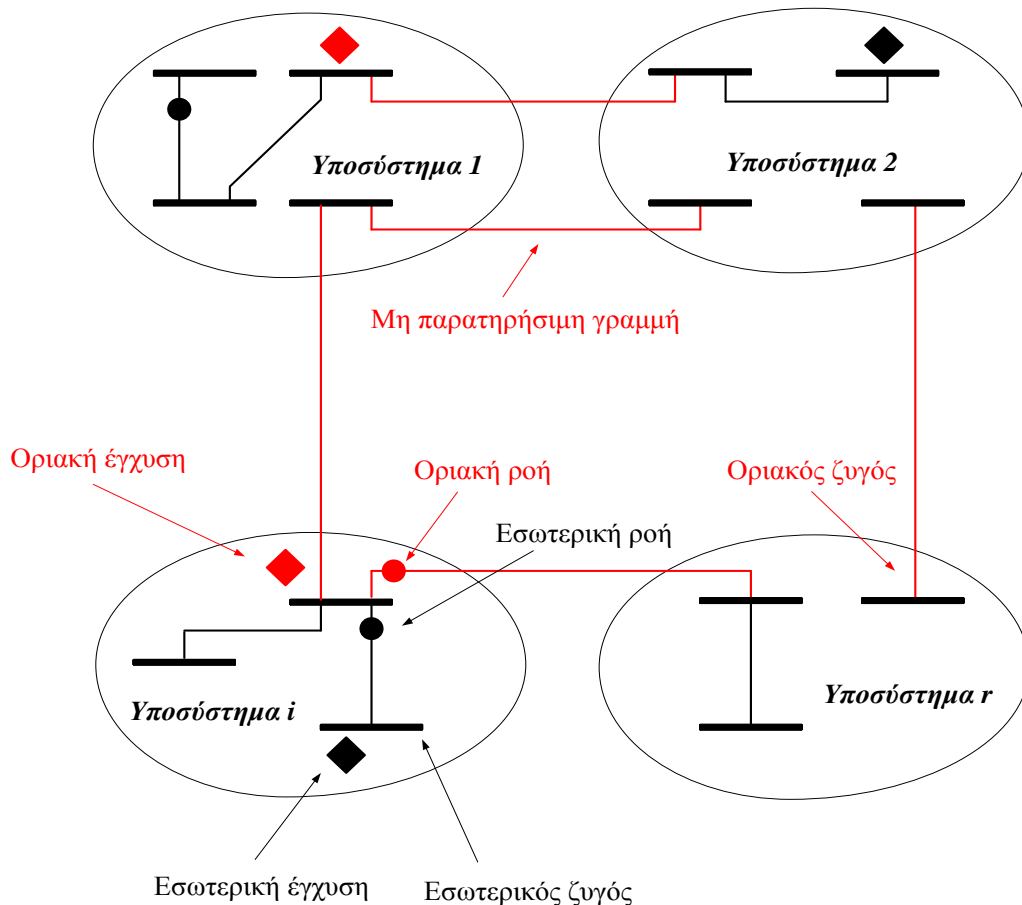 Υποσύστημα 1
Υποσύστημα 2
Μη παρατηρήσιμη γραμμή
Οριακή έγχυση
Οριακή ροή
Οριακός ζυγός
Εσωτερική ροή
Υποσύστημα i
Υποσύστημα r
Εσωτερική έγχυση
Εσωτερικός ζυγός